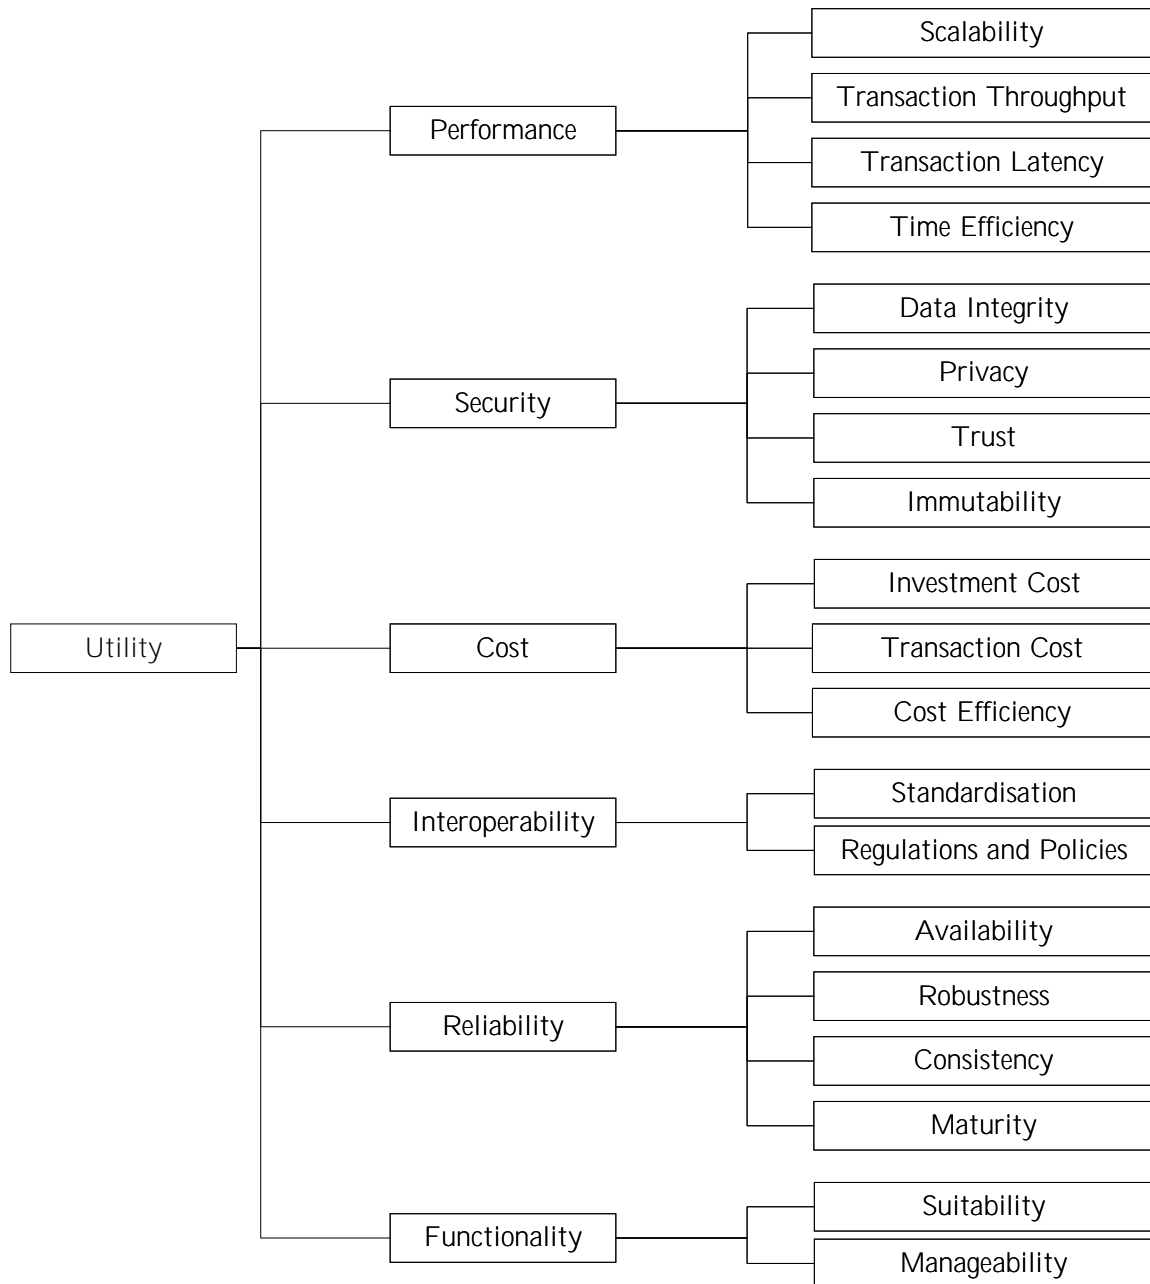 Utility
Performance
Scalability
Transaction Throughput
Transaction Latency
Time Efficiency
Security
Data Integrity
Privacy
Trust
Immutability
Cost
Investment Cost
Transaction Cost
Cost Efficiency
Interoperability
Standardisation
Regulations and Policies
Reliability
Availability
Robustness
Consistency
Maturity
Functionality
Suitability
Manageability